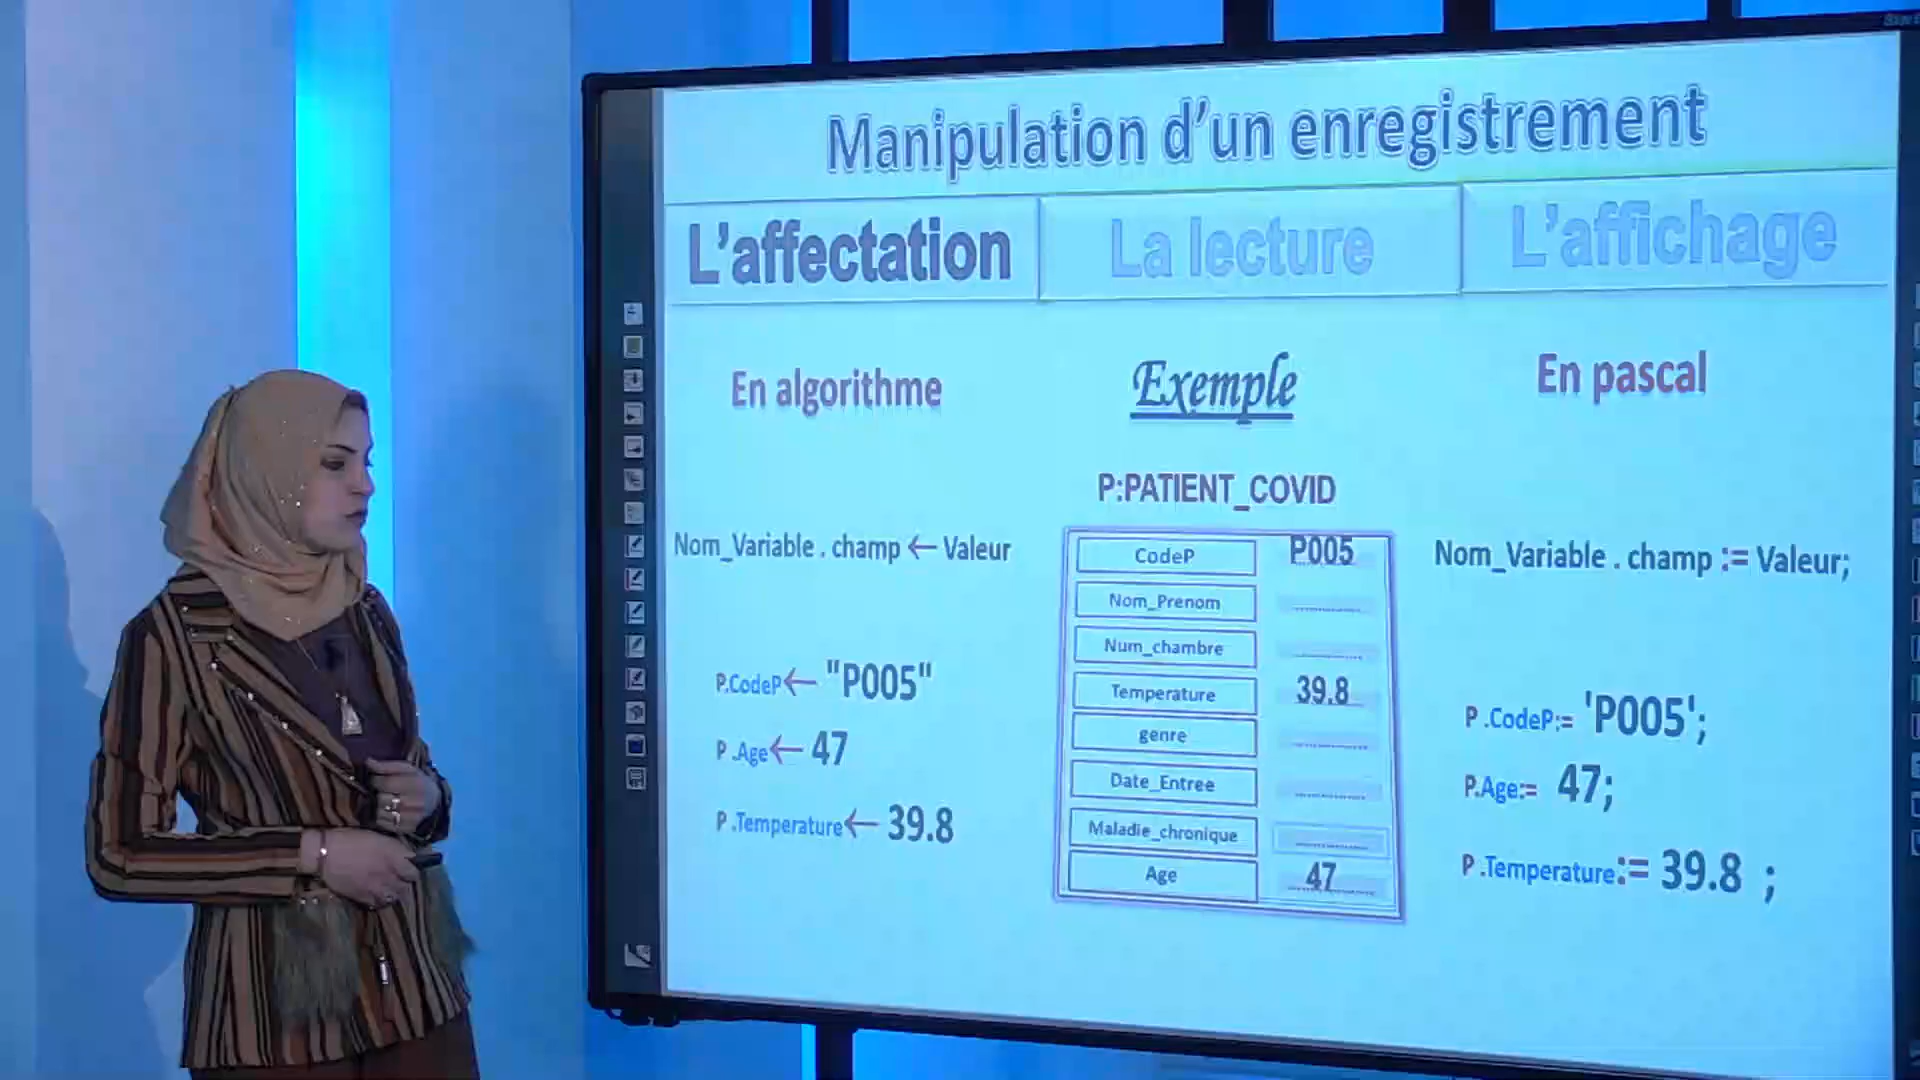 Manipulation d'un enregistrement
L'affectation
La lecture
L'affichage
En algorithme
Exemple
En pascal
P:PATIENT_COVID
Nom_Variable . champ ← Valeur
P.CodeP← "P005"
P .Age← 47
P .Temperature← 39.8
CodeP P005
Nom_Prenom ...............
Num_chambre ...............
Temperature 39.8
genre ...............
Date_Entree ...............
Maladie_chronique ...............
Age 47
Nom_Variable . champ := Valeur;
P .CodeP:= 'P005';
P.Age:= 47;
P .Temperature:= 39.8 ;